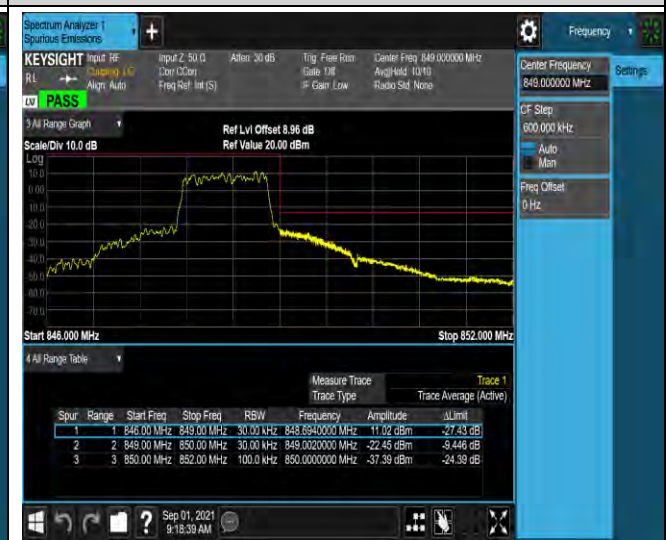 Spectrum Analyzer 1
Spurious Emissions
Frequency
KEYSIGHT Input: RF Input Z: 50 Ω Atten: 30 dB Trig: Free Run Center Freq: 849.000000 MHz
RL Coupling: DC Corr CCorr Gate: Off Avg|Hold: 10/10
Align: Auto Freq Ref: Int (S) IF Gain: Low Radio Std: None
PASS
Center Frequency
849.000000 MHz
Settings
CF Step
600.000 kHz
Auto
Man
Freq Offset
0 Hz
3 All Range Graph
Ref Lvl Offset 8.96 dB
Scale/Div 10.0 dB Ref Value 20.00 dBm
Log
10.0
0.00
-10.0
-20.0
-30.0
-40.0
-50.0
-60.0
-70.0
Start 846.000 MHz Stop 852.000 MHz
4 All Range Table
Measure Trace Trace 1
Trace Type Trace Average (Active)
Spur Range Start Freq Stop Freq RBW Frequency Amplitude ΔLimit
1 1 846.00 MHz 849.00 MHz 30.00 kHz 848.6940000 MHz 11.02 dBm -27.43 dB
2 2 849.00 MHz 850.00 MHz 30.00 kHz 849.0020000 MHz -22.45 dBm -9.446 dB
3 3 850.00 MHz 852.00 MHz 100.0 kHz 850.0000000 MHz -37.39 dBm -24.39 dB
Sep 01, 2021
9:18:39 AM